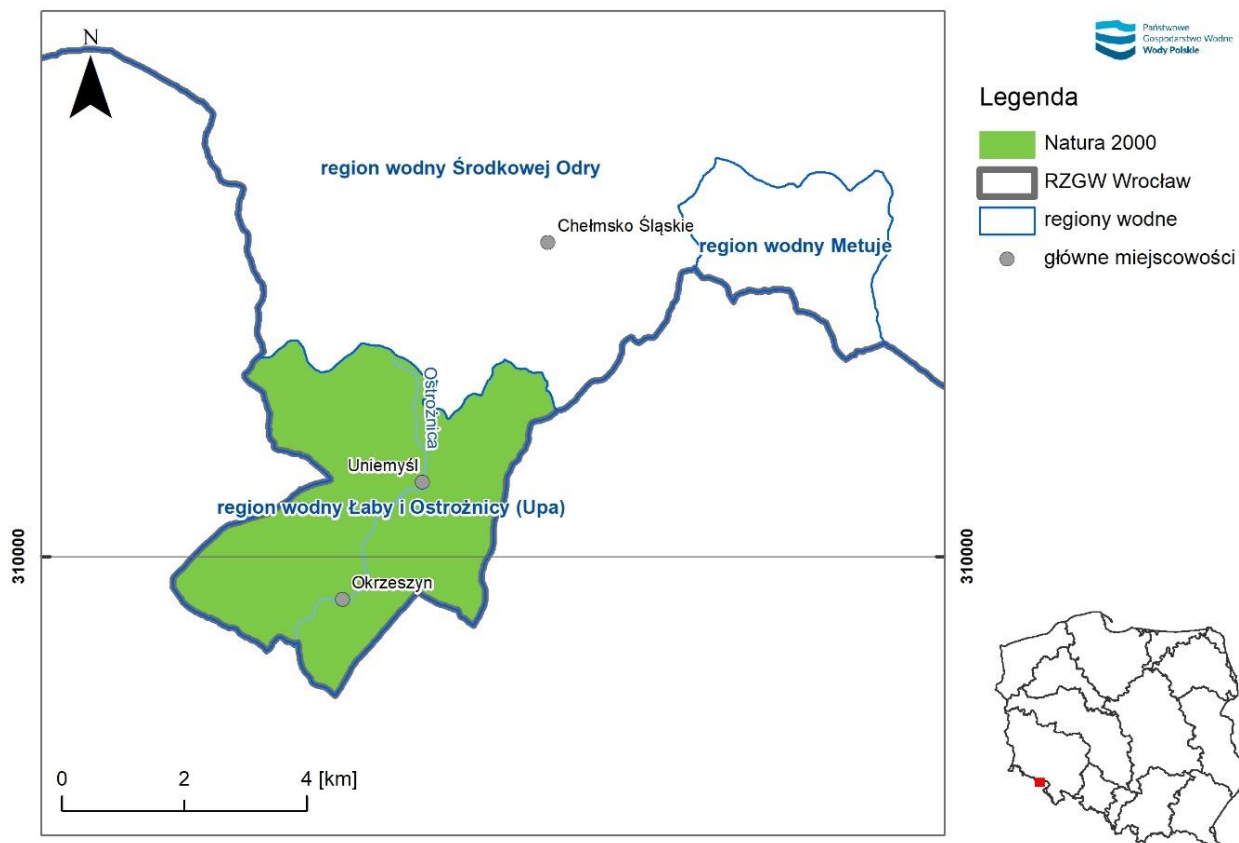 N
region wodny Środkowej Odry
Chełmsko Śląskie
region wodny Metuje
Ostrożnica
Uniemyśl
region wodny Łaby i Ostrożnicy (Upa)
310000
310000
Okrzeszyn
0 2 4 [km]
Państwowe
Gospodarstwo Wodne
Wody Polskie
Legenda
Natura 2000
RZGW Wrocław
regiony wodne
główne miejscowości